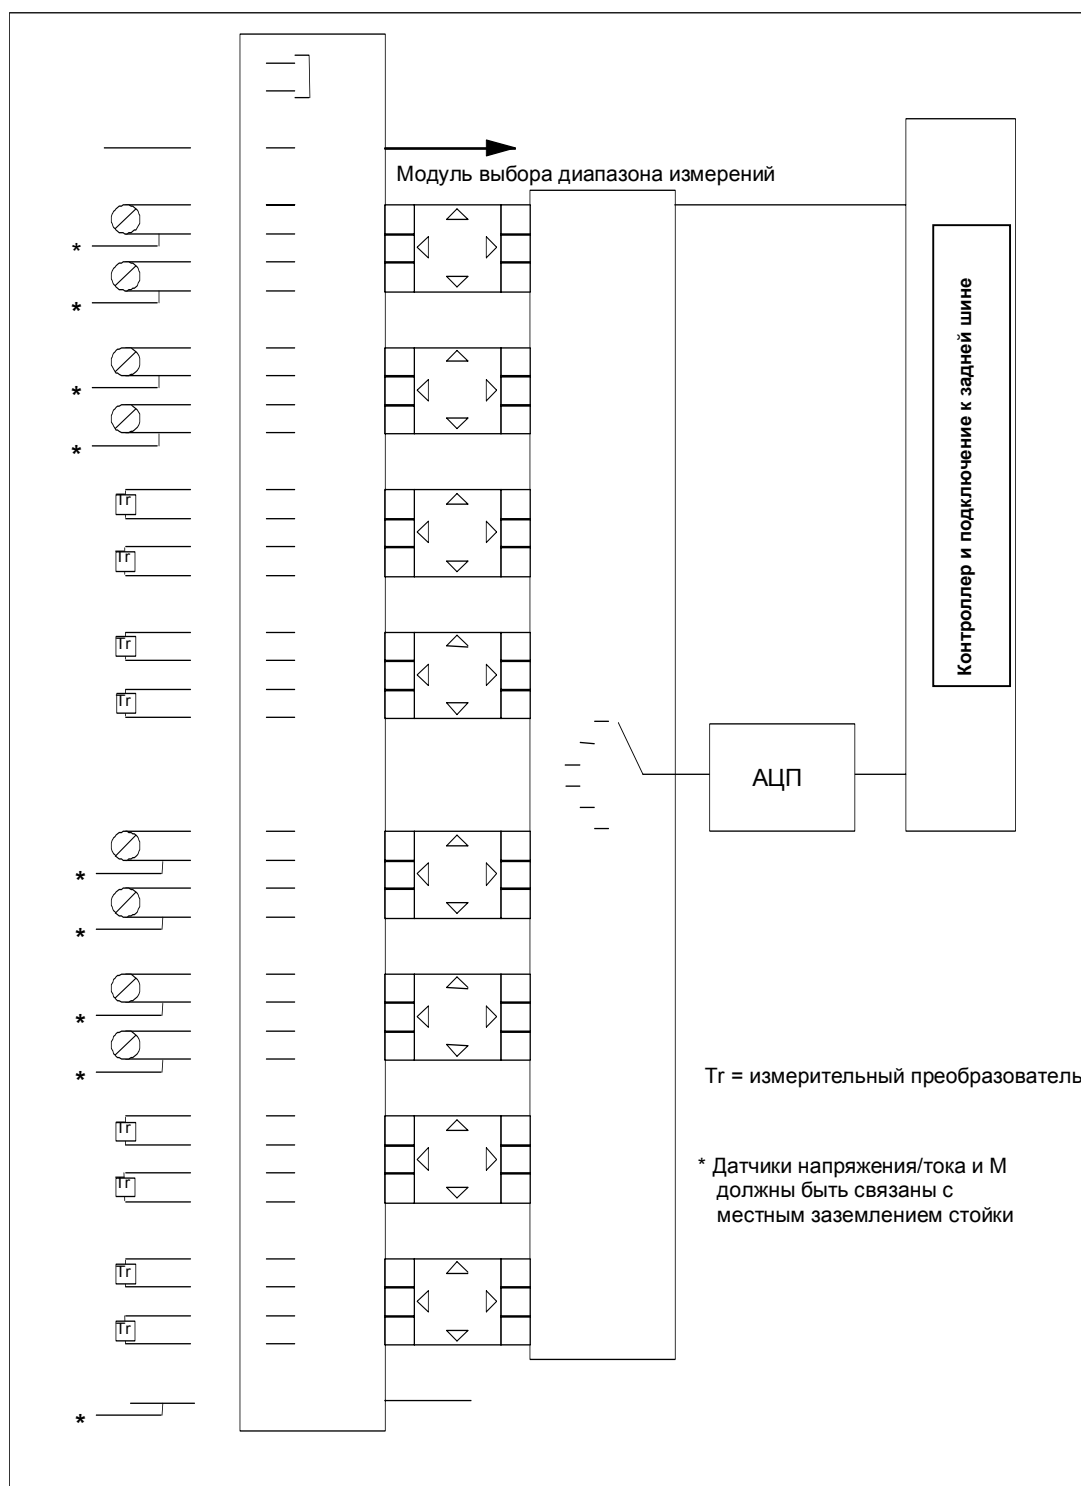 Модуль выбора диапазона измерений
*
*
*
*
Tr
Tr
Tr
Tr
Контроллер и подключение к задней шине
АЦП
*
*
*
*
Tr = измерительный преобразователь
Tr
Tr
* Датчики напряжения/тока и М
должны быть связаны с
местным заземлением стойки
Tr
Tr
*